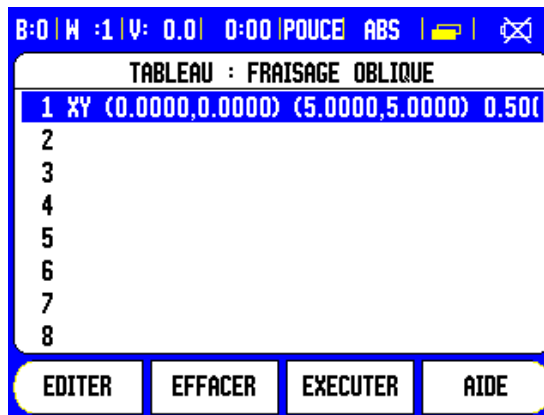 B:0 | W :1 | V: 0.0 | 0:00 | POUCE ABS
TABLEAU : FRAISAGE OBLIQUE
1 XY (0.0000,0.0000) (5.0000,5.0000) 0.500
2
3
4
5
6
7
8
EDITER EFFACER EXECUTER AIDE